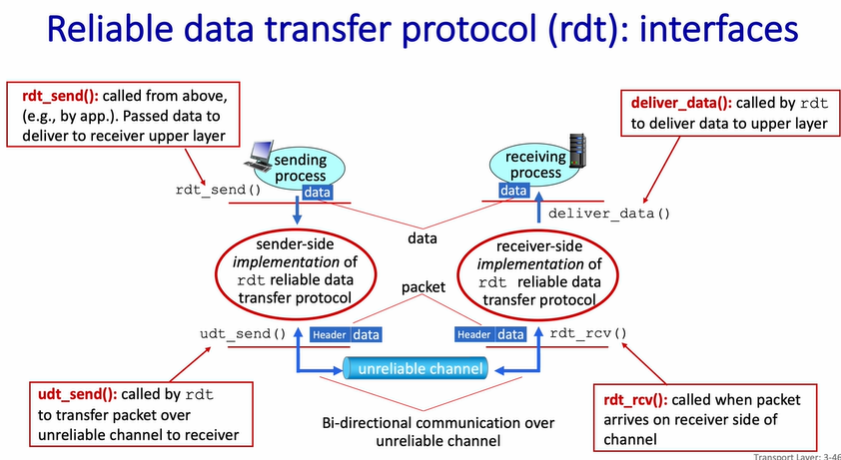 Reliable data transfer protocol (rdt): interfaces
rdt_send(): called from above,
(e.g., by app.). Passed data to
deliver to receiver upper layer
deliver_data(): called by rdt
to deliver data to upper layer
sending
process
receiving
process
rdt_send()
data
data
deliver_data()
data
sender-side
implementation of
rdt reliable data
transfer protocol
receiver-side
implementation of
rdt reliable data
transfer protocol
packet
udt_send()
Header data
Header data
rdt_rcv()
unreliable channel
udt_send(): called by rdt
to transfer packet over
unreliable channel to receiver
Bi-directional communication over
unreliable channel
rdt_rcv(): called when packet
arrives on receiver side of
channel
Transport Layer: 3-46